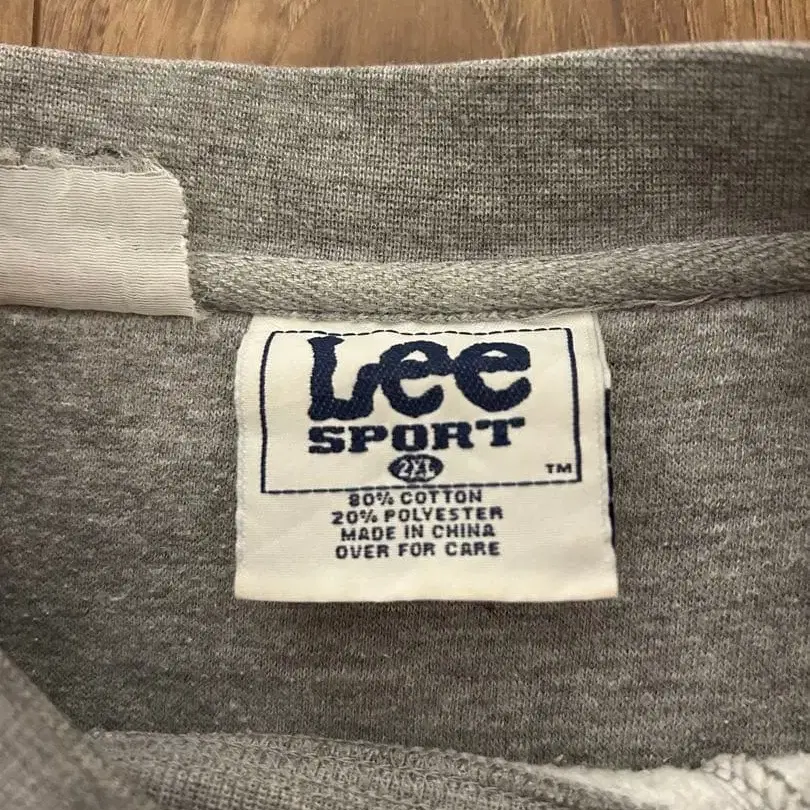 Lee
SPORT
2XL
TM
80% COTTON
20% POLYESTER
MADE IN CHINA
OVER FOR CARE